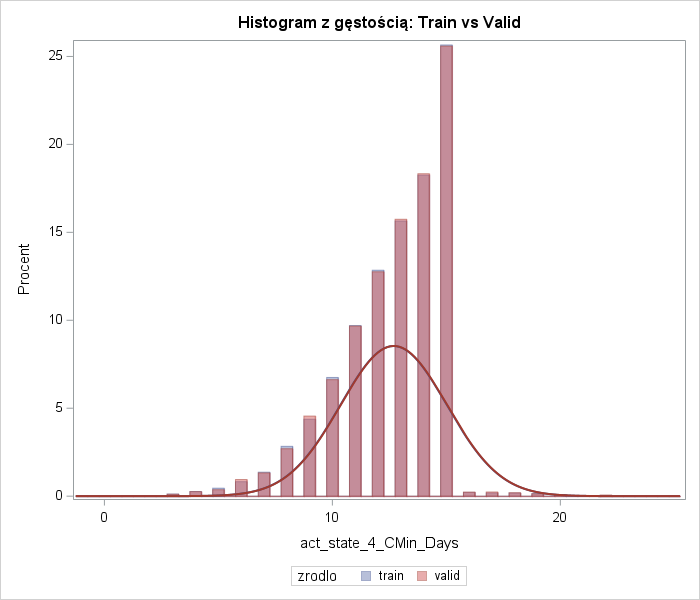 Histogram z gęstością: Train vs Valid
Procent
25
20
15
10
5
0
0 10 20
act_state_4_CMin_Days
zrodlo train valid